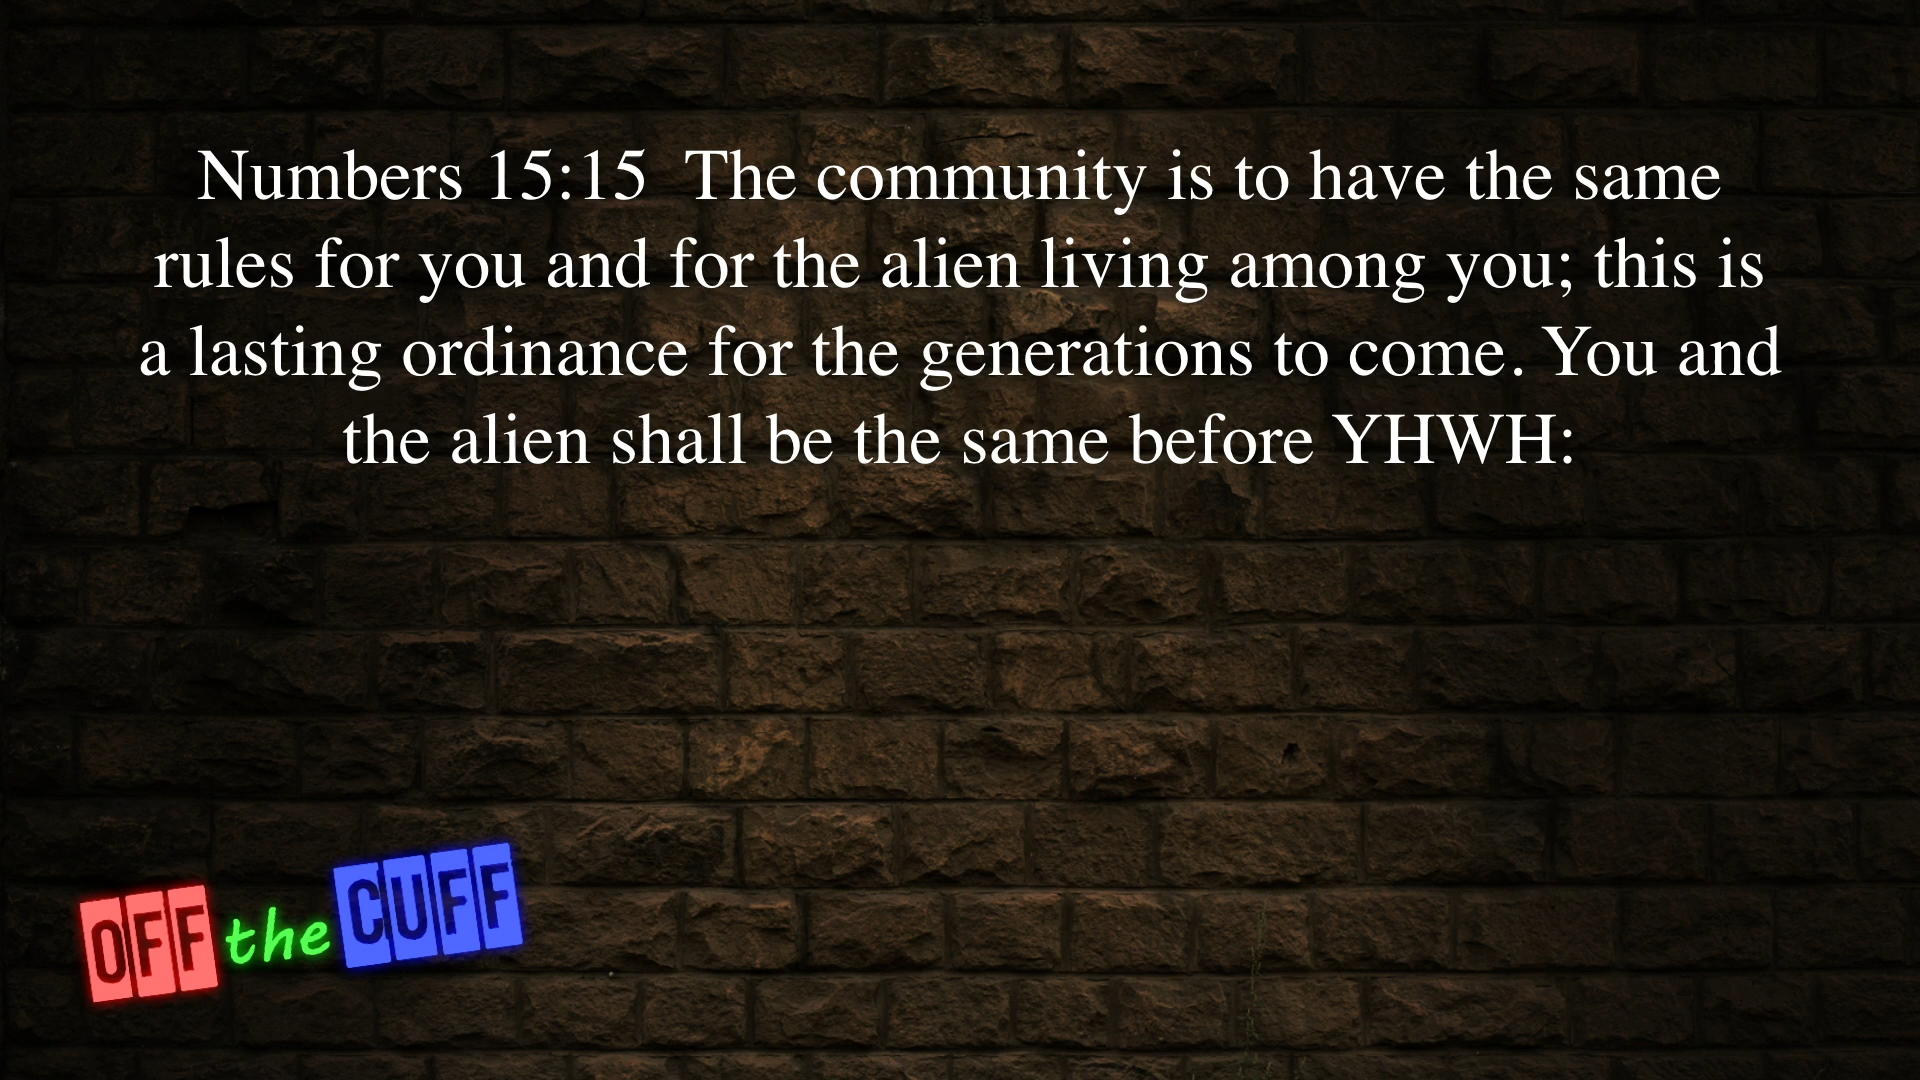 Numbers 15:15  The community is to have the same
rules for you and for the alien living among you; this is
a lasting ordinance for the generations to come. You and
the alien shall be the same before YHWH:
OFF the CUFF